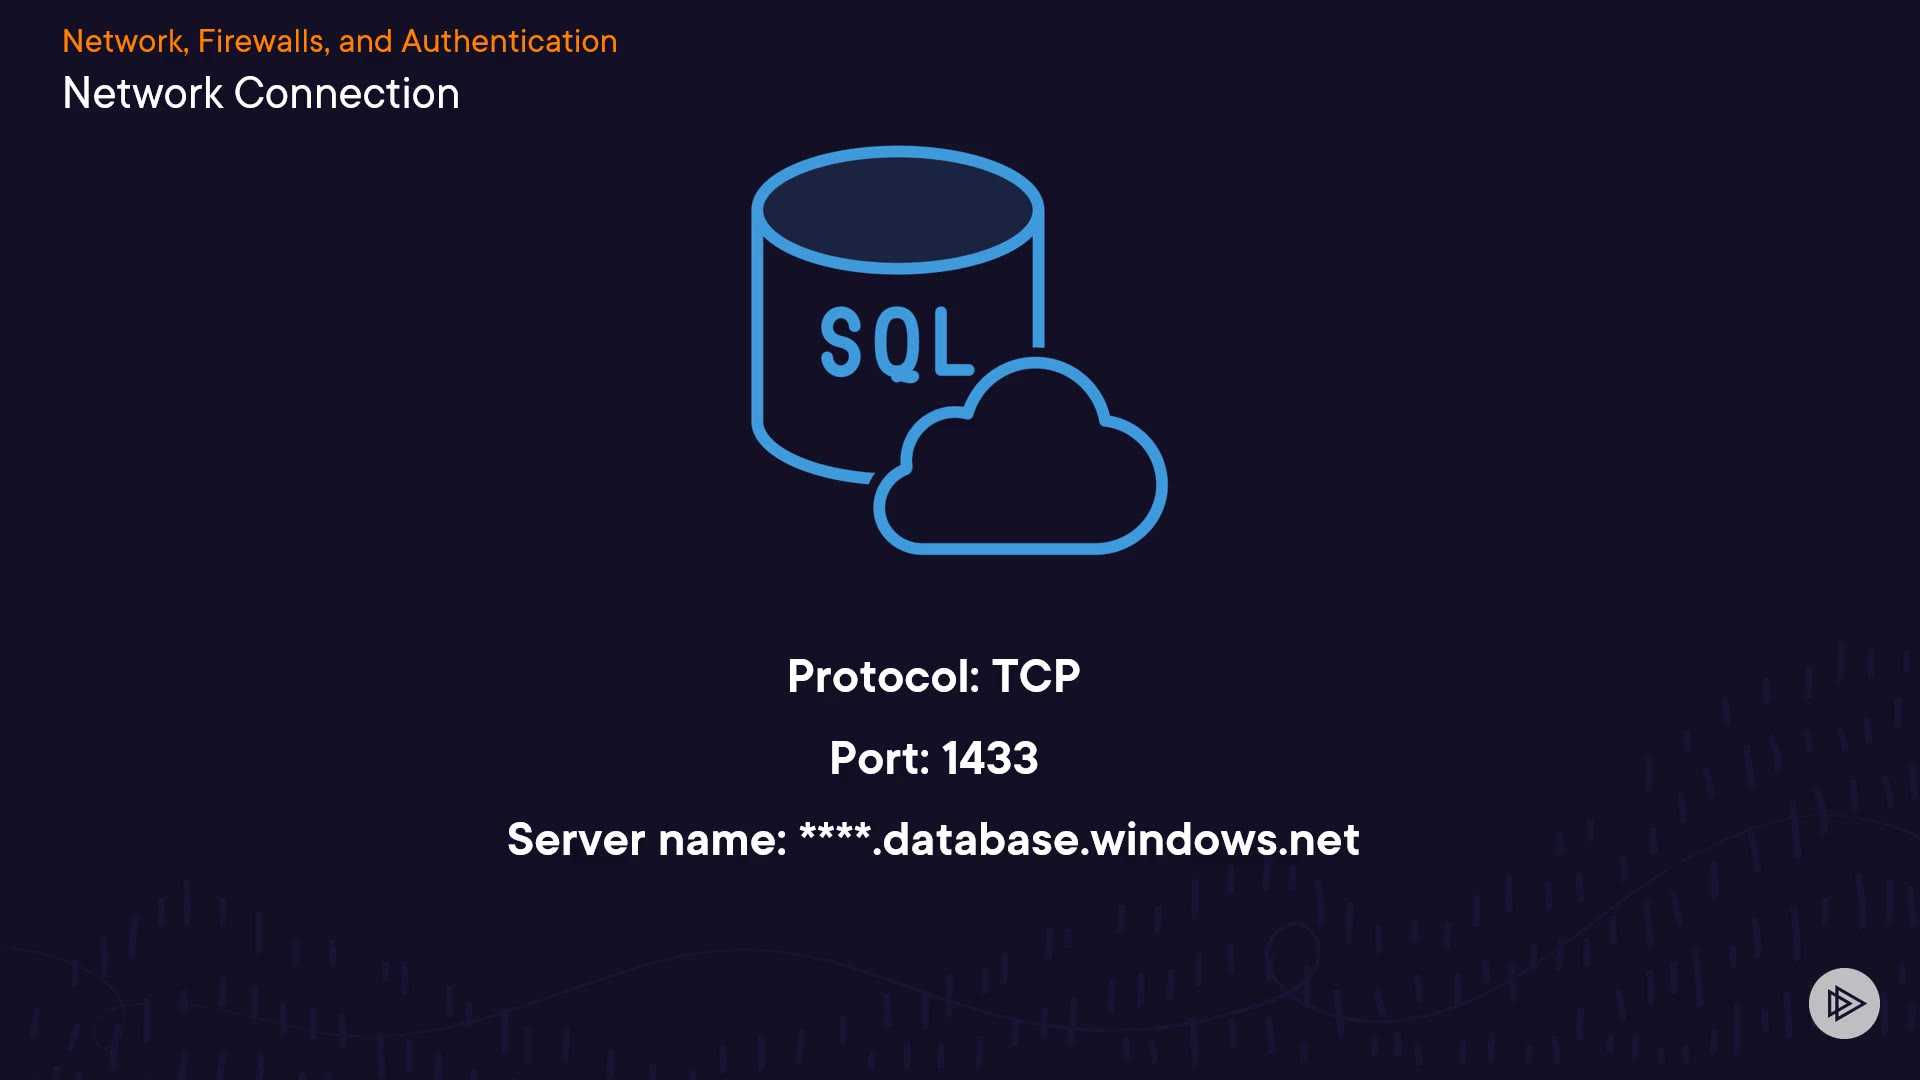 Network, Firewalls, and Authentication
Network Connection
SQL
Protocol: TCP
Port: 1433
Server name: ****.database.windows.net